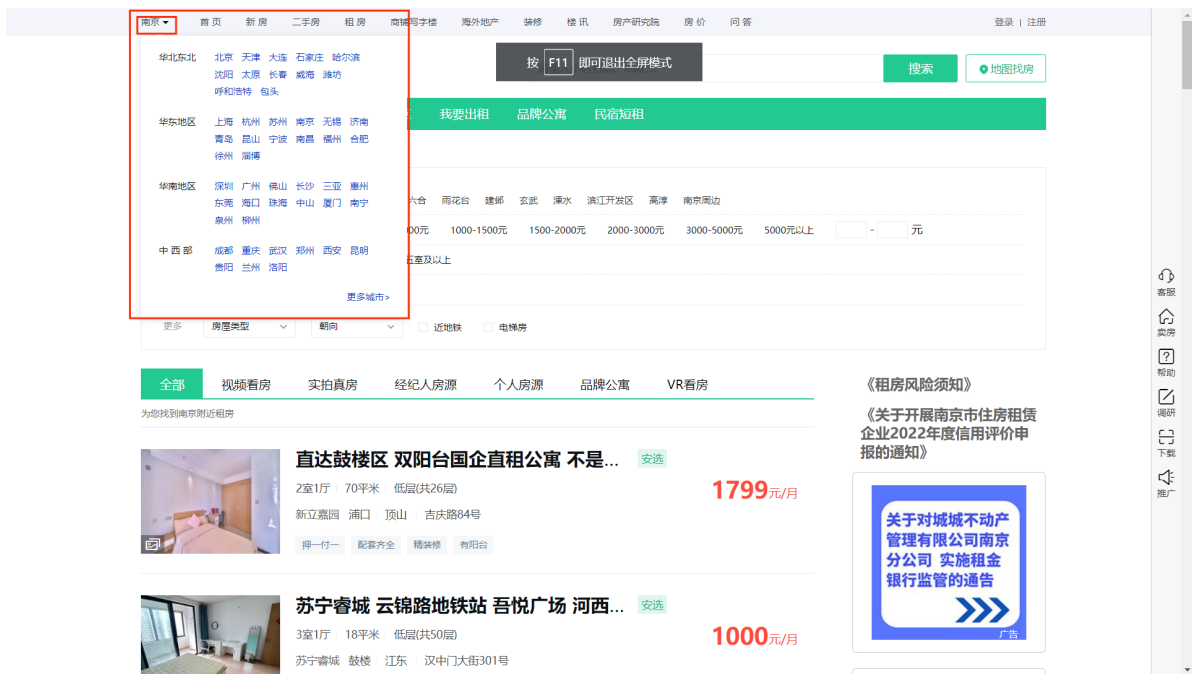 南京 首 页 新 房 二手房 租 房 商铺写字楼 海外地产 装修 楼 讯 房产研究院 房 价 问 答 登录 | 注册
华北东北 北京 天津 大连 石家庄 哈尔滨
沈阳 太原 长春 威海 潍坊
呼和浩特 包头
华东地区 上海 杭州 苏州 南京 无锡 济南
青岛 昆山 宁波 南昌 福州 合肥
徐州 淄博
华南地区 深圳 广州 佛山 长沙 三亚 惠州
东莞 海口 珠海 中山 厦门 南宁
泉州 柳州
中 西 部 成都 重庆 武汉 郑州 西安 昆明
贵阳 兰州 洛阳
更多城市>
按 F11 即可退出全屏模式
搜索 地图找房
我要出租 品牌公寓 民宿短租
六合 雨花台 建邺 玄武 溧水 滨江开发区 高淳 南京周边
00元 1000-1500元 1500-2000元 2000-3000元 3000-5000元 5000元以上 - 元
五室及以上
更多 房屋类型 朝向 近地铁 电梯房
全部 视频看房 实拍真房 经纪人房源 个人房源 品牌公寓 VR看房
为您找到南京附近租房
直达鼓楼区 双阳台国企直租公寓 不是... 安选
2室1厅 70平米 低层(共26层)
1799元/月
新立嘉园 浦口 顶山 吉庆路84号
押一付一 配套齐全 精装修 有阳台
苏宁睿城 云锦路地铁站 吾悦广场 河西... 安选
3室1厅 18平米 低层(共50层)
1000元/月
苏宁睿城 鼓楼 江东 汉中门大街301号
《租房风险须知》
《关于开展南京市住房租赁
企业2022年度信用评价申
报的通知》
关于对城城不动产
管理有限公司南京
分公司 实施租金
银行监管的通告
广告
客服
卖房
帮助
调研
下载
推广